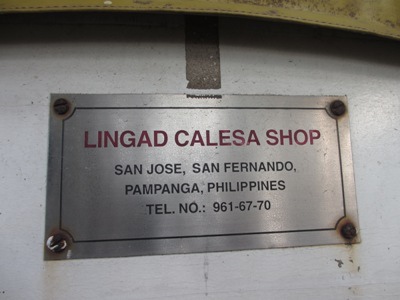 LINGAD CALESA SHOP
SAN JOSE, SAN FERNANDO,
PAMPANGA, PHILIPPINES
TEL. NO.: 961-67-70